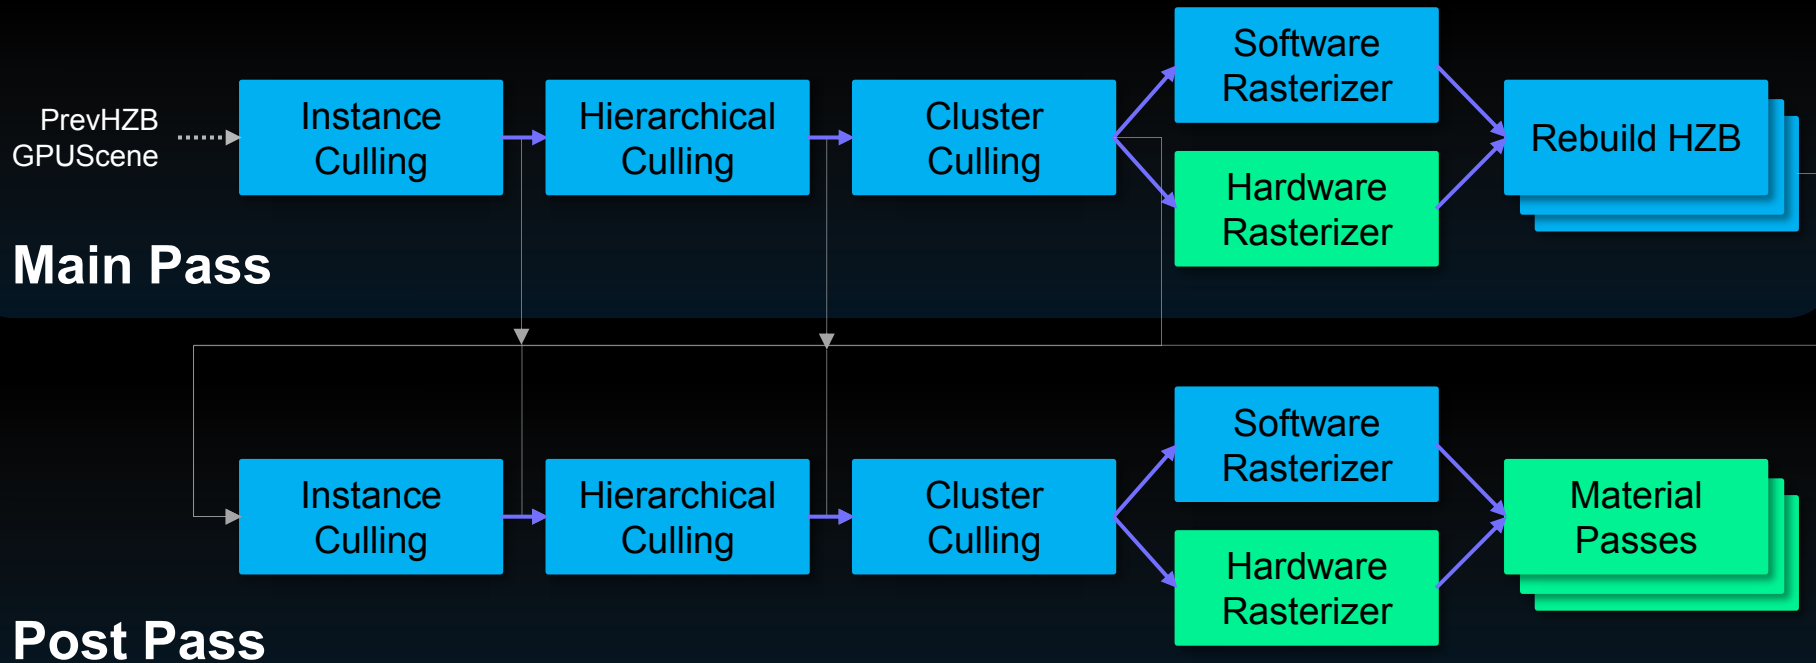 PrevHZB
GPUScene
Instance
Culling
Hierarchical
Culling
Cluster
Culling
Software
Rasterizer
Hardware
Rasterizer
Rebuild HZB
Main Pass
Instance
Culling
Hierarchical
Culling
Cluster
Culling
Software
Rasterizer
Hardware
Rasterizer
Material
Passes
Post Pass